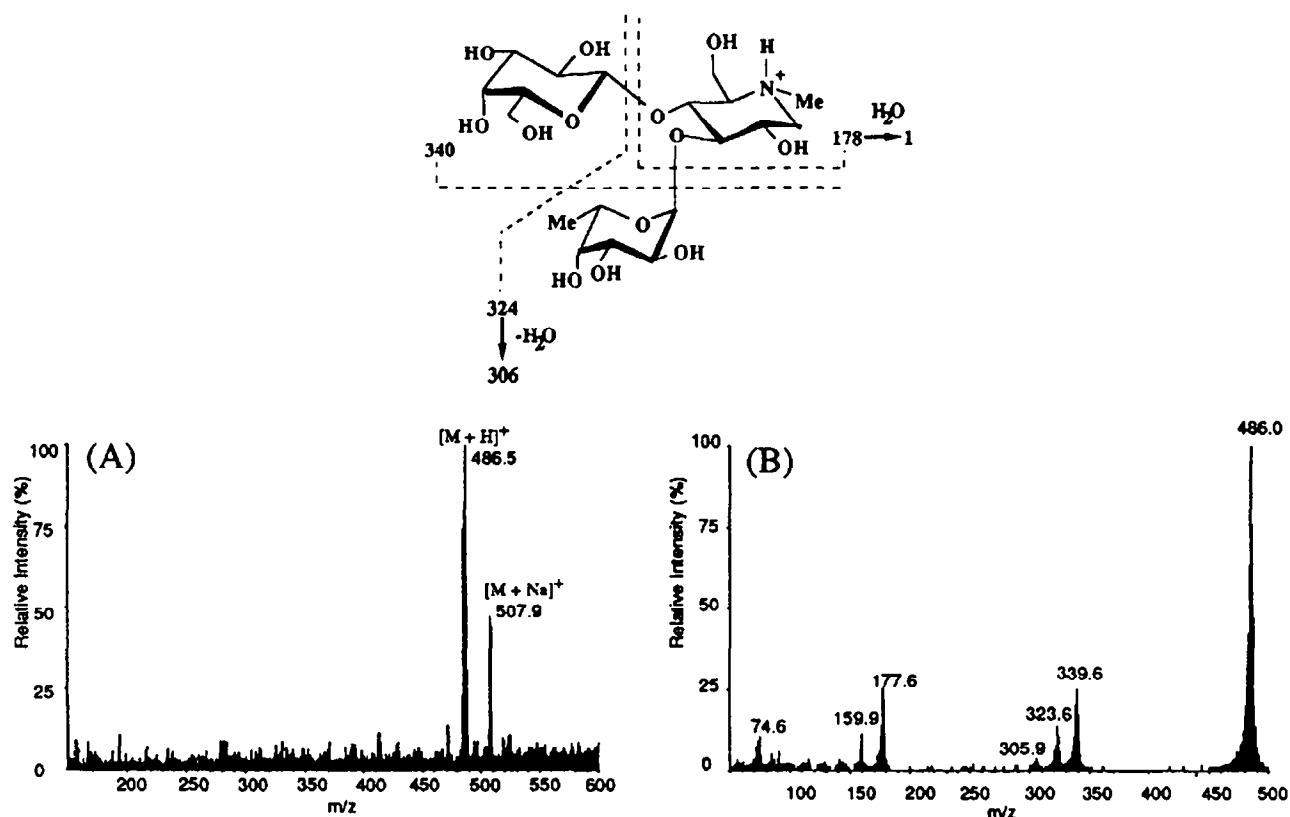 OH H
HO OH OH
N +
Me
H₂O
O
O OH
HO OH O
340 178 1
Me O
OH
HO OH
324
-H₂O
306
(A)
[M + H]⁺
486.5
[M + Na]⁺
507.9
Relative Intensity (%)
100
75
50
25
0
200 250 300 350 400 450 500 550 600
m/z
(B)
486.0
Relative Intensity (%)
100
75
50
25
0
74.6
159.9
177.6
305.9
323.6
339.6
100 150 200 250 300 350 400 450 500
m/z